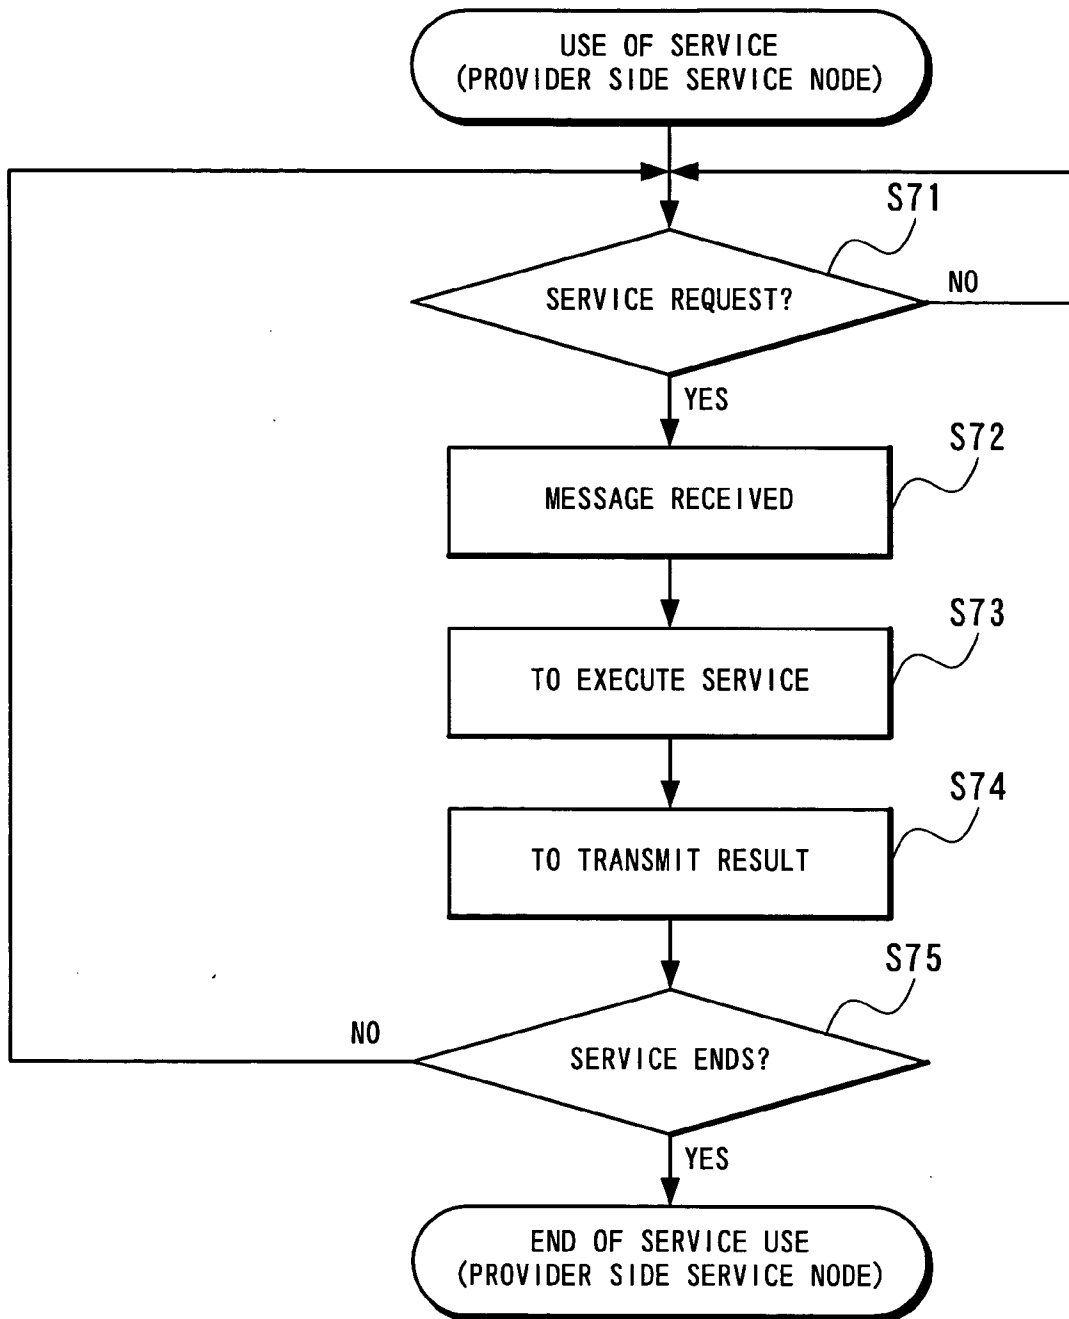 USE OF SERVICE
(PROVIDER SIDE SERVICE NODE)
S71
SERVICE REQUEST?
NO
YES
S72
MESSAGE RECEIVED
S73
TO EXECUTE SERVICE
S74
TO TRANSMIT RESULT
S75
NO
SERVICE ENDS?
YES
END OF SERVICE USE
(PROVIDER SIDE SERVICE NODE)